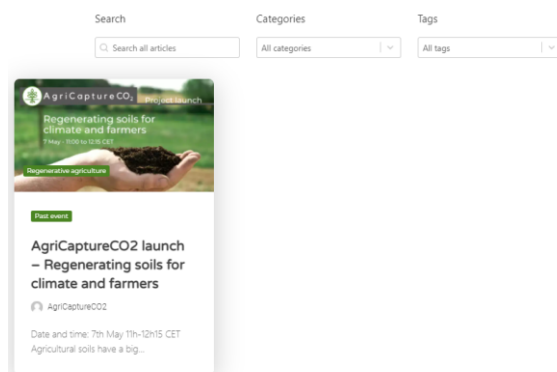 Search
Categories
Tags
Search all articles
All categories
All tags
AgriCaptureCO₂
Project launch
Regenerating soils for
climate and farmers
7 May - 11:00 to 12:15 CET
Regenerative agriculture
Past event
AgriCaptureCO2 launch
– Regenerating soils for
climate and farmers
AgriCaptureCO2
Date and time: 7th May 11h-12h15 CET
Agricultural soils have a big...